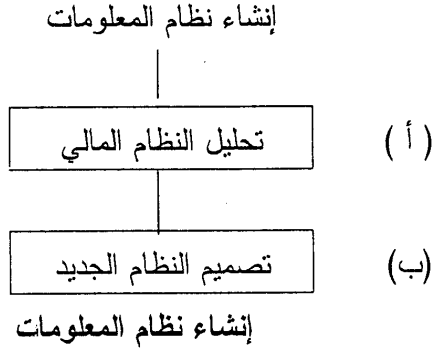 إنشاء نظام المعلومات
تحليل النظام المالي
( أ )
تصميم النظام الجديد
(ب)
إنشاء نظام المعلومات